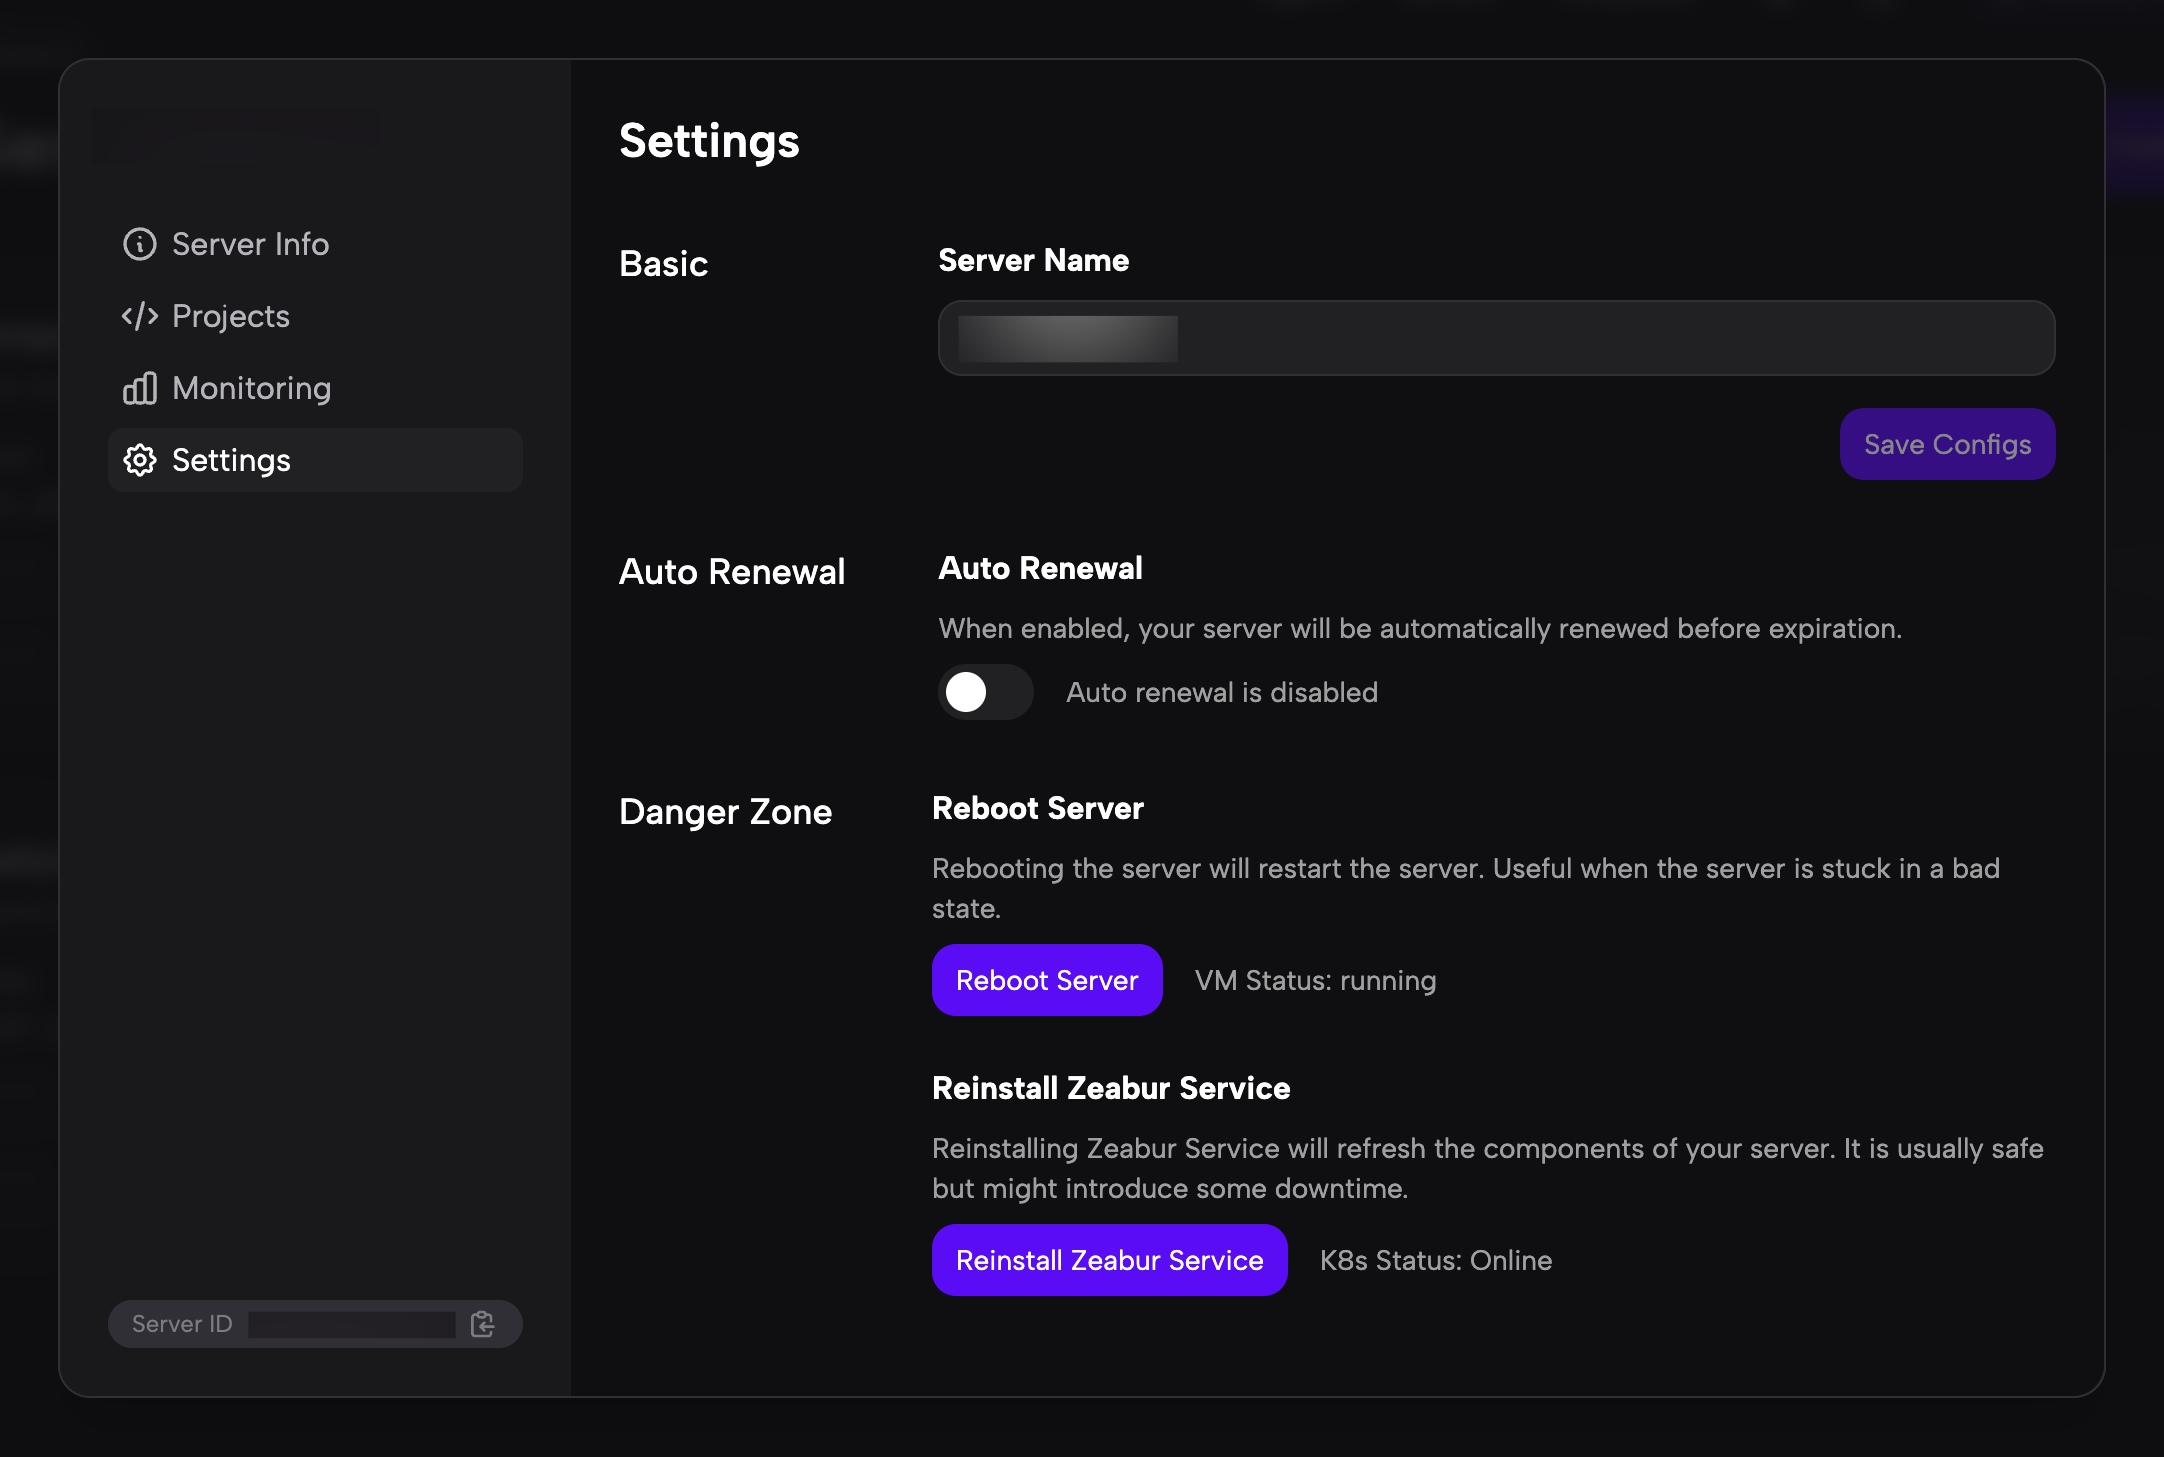 Server Info
Projects
Monitoring
Settings
Server ID
Settings
Basic
Server Name
Save Configs
Auto Renewal
Auto Renewal
When enabled, your server will be automatically renewed before expiration.
Auto renewal is disabled
Danger Zone
Reboot Server
Rebooting the server will restart the server. Useful when the server is stuck in a bad
state.
Reboot Server
VM Status: running
Reinstall Zeabur Service
Reinstalling Zeabur Service will refresh the components of your server. It is usually safe
but might introduce some downtime.
Reinstall Zeabur Service
K8s Status: Online